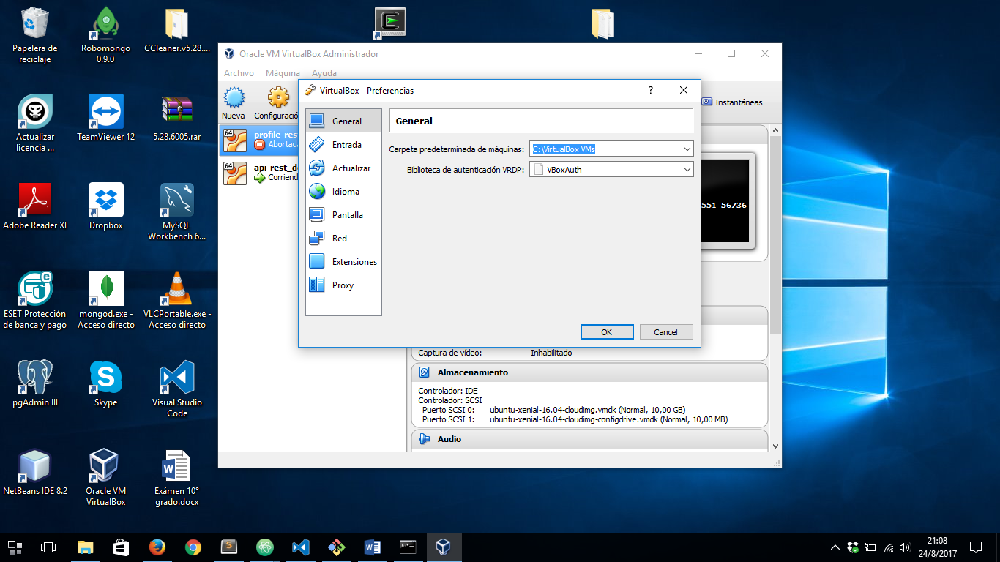 Papelera de
reciclaje
Robomongo
0.9.0
CCleaner.v5.28....
Actualizar
licencia ...
TeamViewer 12
5.28.6005.rar
Adobe Reader XI
Dropbox
MySQL
Workbench 6...
ESET Protección
de banca y pago
mongod.exe -
Acceso directo
VLCPortable.exe -
Acceso directo
pgAdmin III
Skype
Visual Studio
Code
NetBeans IDE 8.2
Oracle VM
VirtualBox
Exámen 10°
grado.docx
Oracle VM VirtualBox Administrador
Archivo Máquina Ayuda
Nueva
Configuració
Instantáneas
64 profile-res
Abortada
64 api-rest_de
Corriend
551_56736
VirtualBox - Preferencias
?
General
Entrada
Actualizar
Idioma
Pantalla
Red
Extensiones
Proxy
General
Carpeta predeterminada de máquinas: C:\VirtualBox VMs
Biblioteca de autenticación VRDP: VBoxAuth
OK Cancel
Captura de vídeo: Inhabilitado
Almacenamiento
Controlador: IDE
Controlador: SCSI
Puerto SCSI 0: ubuntu-xenial-16.04-cloudimg.vmdk (Normal, 10,00 GB)
Puerto SCSI 1: ubuntu-xenial-16.04-cloudimg-configdrive.vmdk (Normal, 10,00 MB)
Audio
21:08
24/8/2017